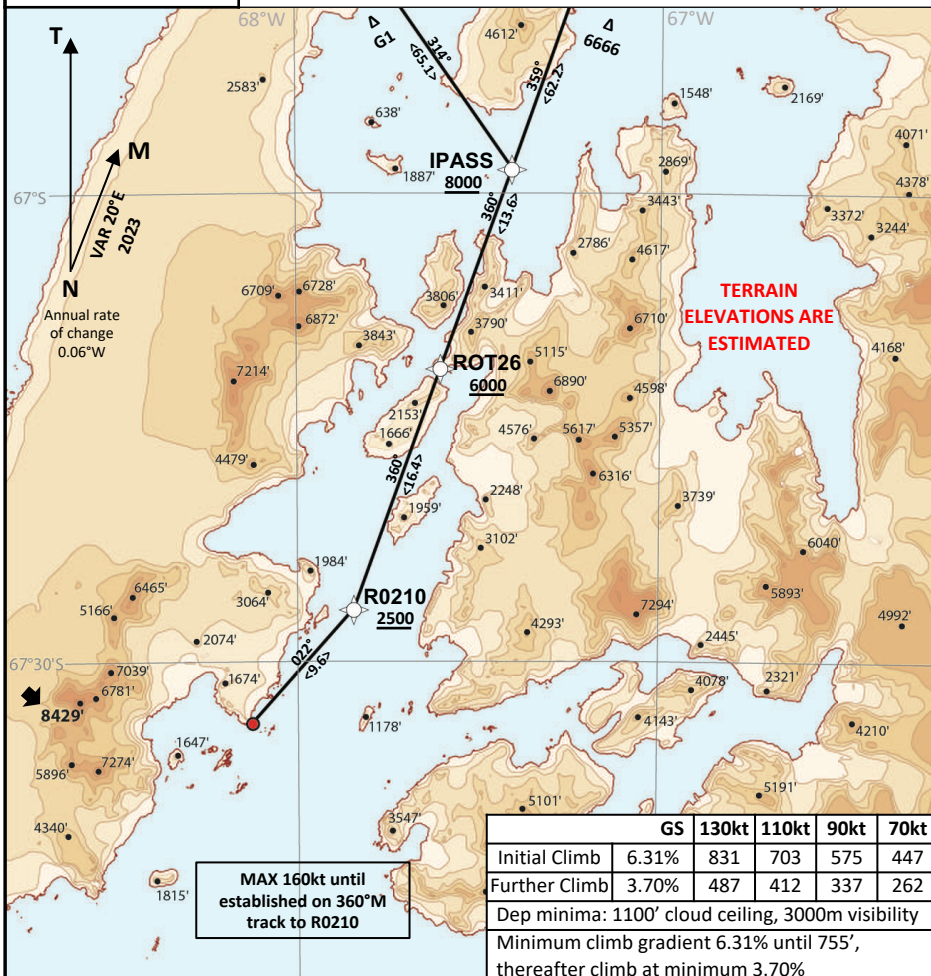 68°W
67°W
T
Δ
G1
314°
<65.1>
4612'
359°
<62.2>
Δ
6666
2583'
638'
1548'
2169'
M
IPASS
8000
1887'
2869'
4071'
67°S
VAR 20°E
2023
360°
<13.6>
3443'
4378'
3372'
3244'
2786'
4617'
N
Annual rate
of change
0.06°W
6709'
6728'
3806'
3411'
TERRAIN
ELEVATIONS ARE
ESTIMATED
6872'
3843'
3790'
6710'
ROT26
6000
5115'
4168'
7214'
6890'
4598'
2153'
1666'
4576'
5617'
5357'
4479'
360°
<16.4>
6316'
2248'
1959'
3739'
3102'
1984'
6040'
6465'
3064'
R0210
2500
5893'
5166'
7294'
4992'
2074'
4293'
2445'
022°
<9.6>
67°30'S
7039'
1674'
4078'
2321'
6781'
8429'
1178'
4143'
4210'
1647'
5896'
7274'
5191'
5101'
4340'
3547'
1815'
MAX 160kt until
established on 360°M
track to R0210
GS 130kt 110kt 90kt 70kt
Initial Climb 6.31% 831 703 575 447
Further Climb 3.70% 487 412 337 262
Dep minima: 1100' cloud ceiling, 3000m visibility
Minimum climb gradient 6.31% until 755',
thereafter climb at minimum 3.70%